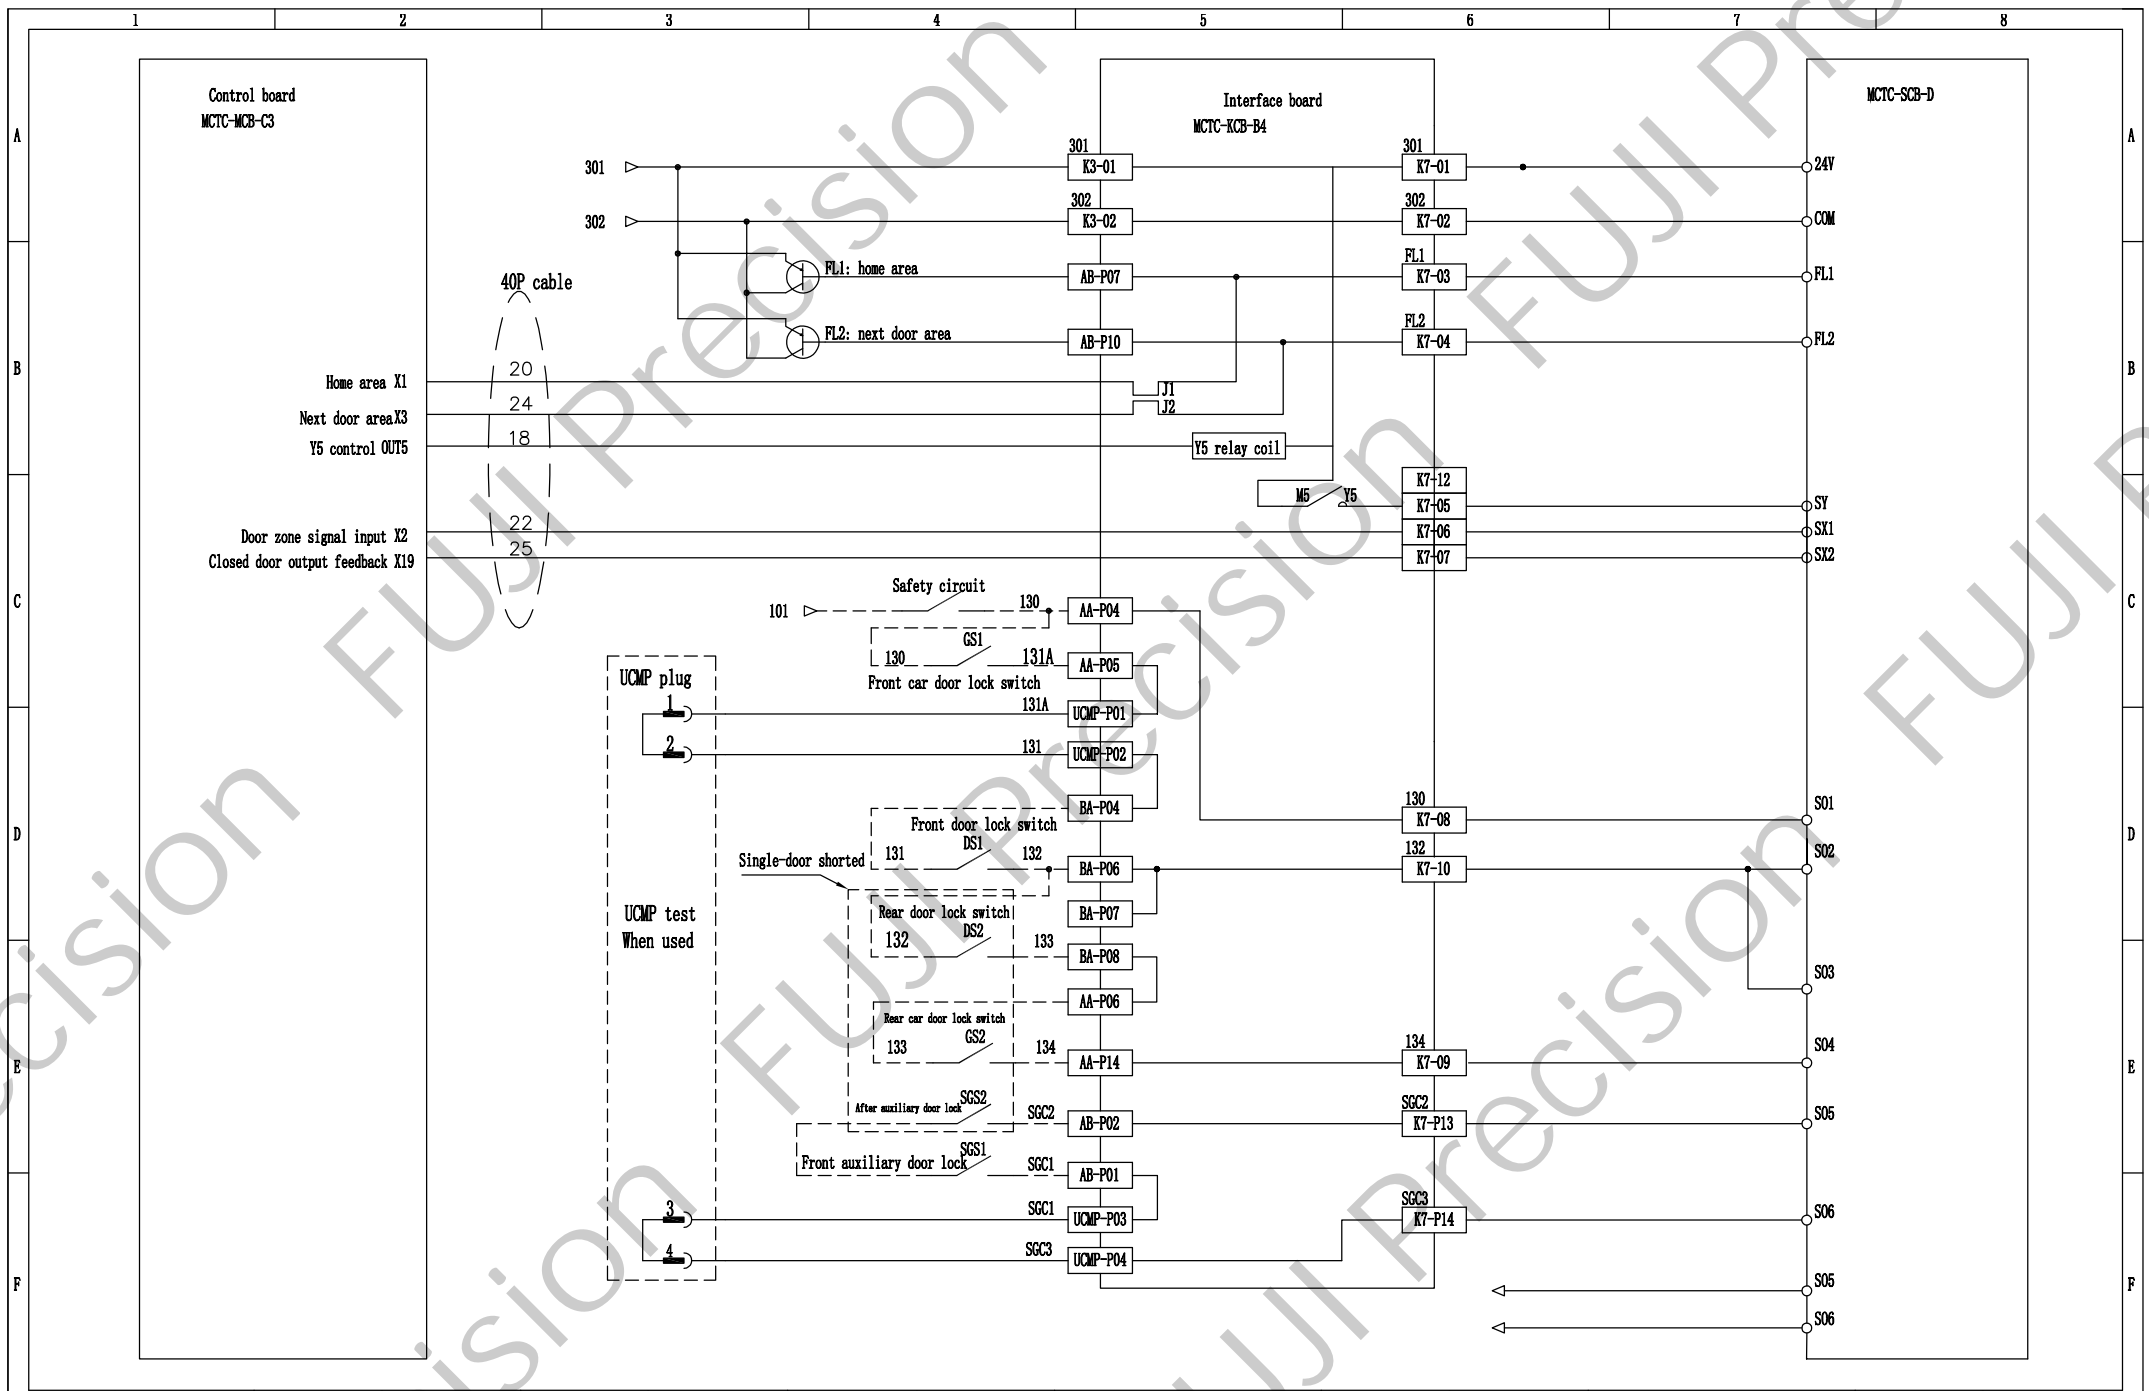 1 2 3 4 5 6 7 8
Control board
MCTC-MCB-C3
Interface board
MCTC-KCB-B4
MCTC-SCB-D
A A
301 301
301 K3-01 K7-01 24V
302 302
302 K3-02 K7-02 COM
FL1
FL1: home area AB-P07 K7-03 FL1
40P cable
FL2
FL2: next door area AB-P10 K7-04 FL2
B B
Home area X1 20 J1
Next door areaX3 24 J2
Y5 control OUT5 18 Y5 relay coil
K7-12
M5 Y5 K7-05 SY
Door zone signal input X2 22 K7-06 SX1
Closed door output feedback X19 25 K7-07 SX2
C C
Safety circuit
101 130 AA-P04
GS1
130 131A AA-P05
Front car door lock switch
UCMP plug
1 131A UCMP-P01
2 131 UCMP-P02
BA-P04
130
K7-08 SO1
D D
Front door lock switch
DS1
131 132 BA-P06
132
K7-10 SO2
Single-door shorted
BA-P07
Rear door lock switch
DS2
132 133 BA-P08
UCMP test
When used
AA-P06 SO3
Rear car door lock switch
GS2
133 134 AA-P14
134
K7-09 SO4
E E
After auxiliary door lock SGS2 SGC2 AB-P02
SGC2
K7-P13 SO5
Front auxiliary door lock SGS1 SGC1 AB-P01
3 SGC1 UCMP-P03
SGC3
K7-P14 SO6
4 SGC3 UCMP-P04
F F
SO5
SO6
FUJI Precision
FUJI Precision
FUJI Precision
FUJI Precision